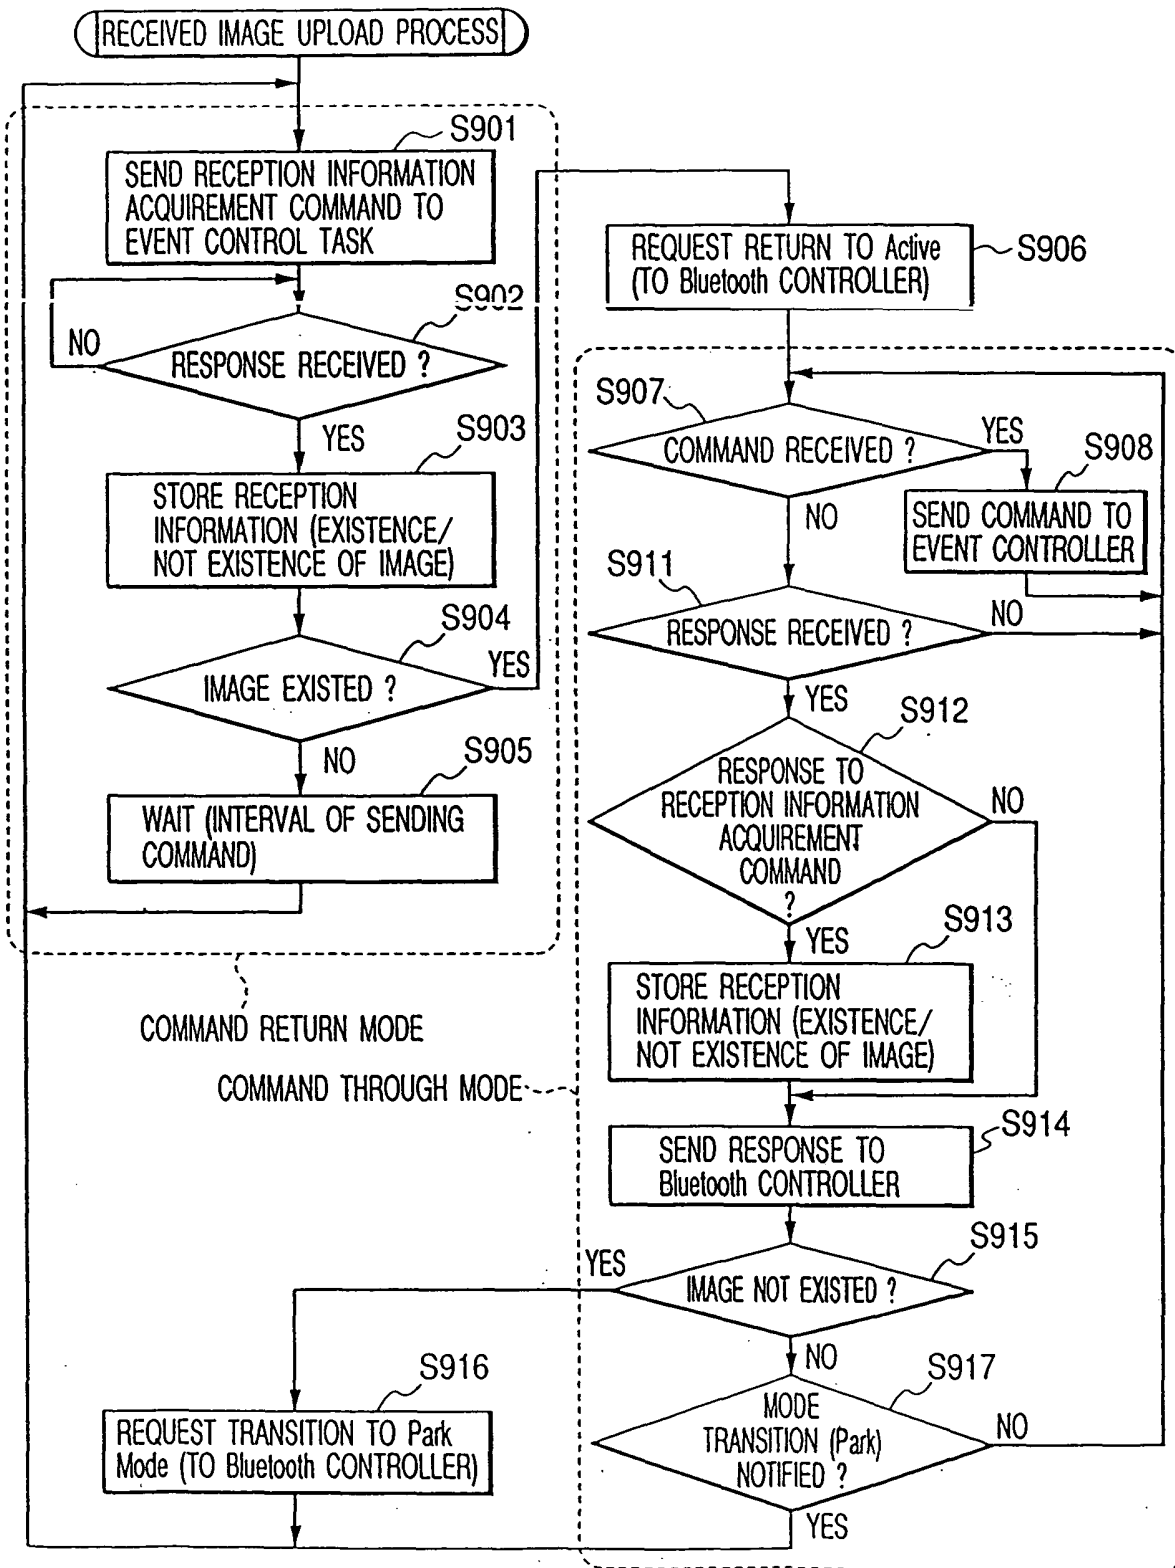 RECEIVED IMAGE UPLOAD PROCESS
S901
SEND RECEPTION INFORMATION
ACQUIREMENT COMMAND TO
EVENT CONTROL TASK
S902
NO
RESPONSE RECEIVED ?
YES
S903
STORE RECEPTION
INFORMATION (EXISTENCE/
NOT EXISTENCE OF IMAGE)
S904
IMAGE EXISTED ?
YES
NO
S905
WAIT (INTERVAL OF SENDING
COMMAND)
COMMAND RETURN MODE
REQUEST RETURN TO Active
(TO Bluetooth CONTROLLER)
S906
S907
COMMAND RECEIVED ?
YES
S908
NO
SEND COMMAND TO
EVENT CONTROLLER
S911
RESPONSE RECEIVED ?
NO
YES
S912
RESPONSE TO
RECEPTION INFORMATION
ACQUIREMENT
COMMAND
?
NO
YES
S913
STORE RECEPTION
INFORMATION (EXISTENCE/
NOT EXISTENCE OF IMAGE)
COMMAND THROUGH MODE
S914
SEND RESPONSE TO
Bluetooth CONTROLLER
S915
YES
IMAGE NOT EXISTED ?
NO
S916
REQUEST TRANSITION TO Park
Mode (TO Bluetooth CONTROLLER)
S917
MODE
TRANSITION (Park)
NOTIFIED ?
NO
YES